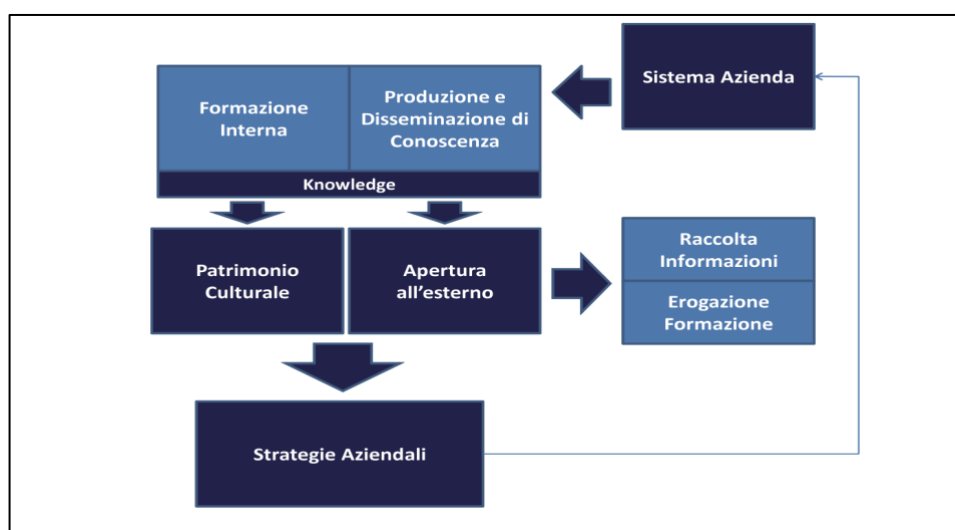 Sistema Azienda
Formazione
Interna
Produzione e
Disseminazione di
Conoscenza
Knowledge
Patrimonio
Culturale
Apertura
all’esterno
Raccolta
Informazioni
Erogazione
Formazione
Strategie Aziendali